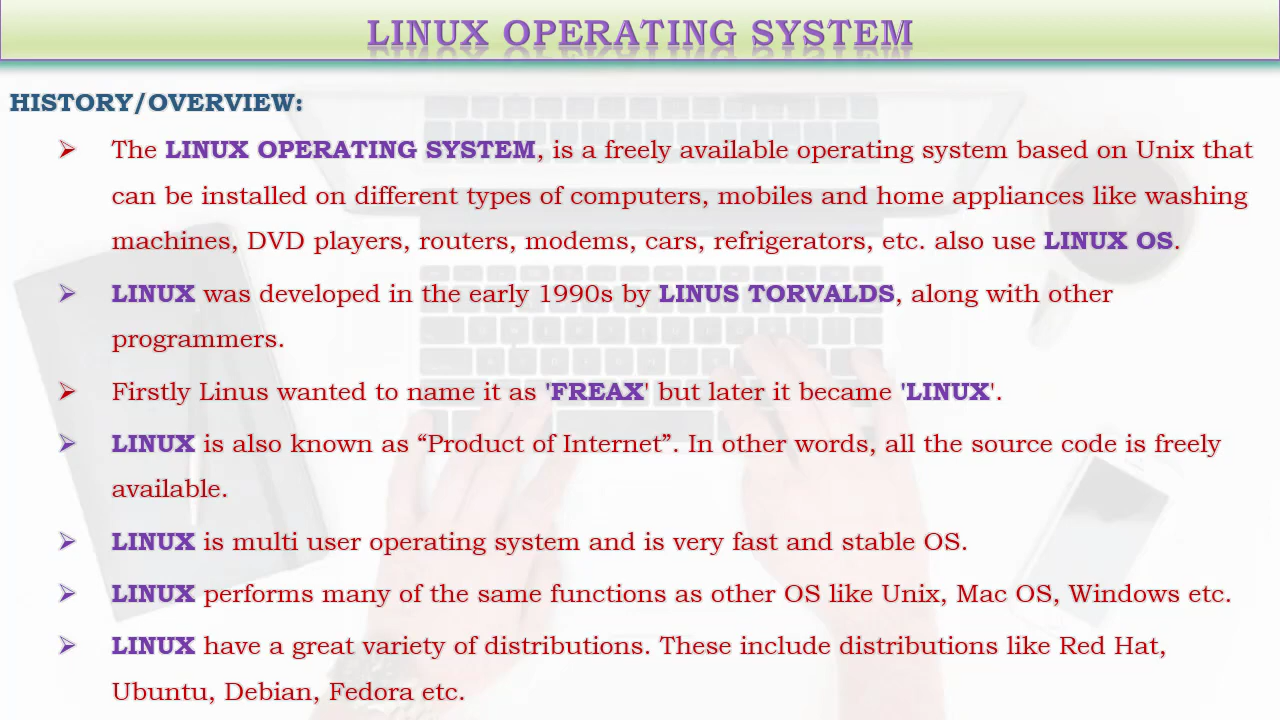 LINUX OPERATING SYSTEM
HISTORY/OVERVIEW:
➢ The LINUX OPERATING SYSTEM, is a freely available operating system based on Unix that
can be installed on different types of computers, mobiles and home appliances like washing
machines, DVD players, routers, modems, cars, refrigerators, etc. also use LINUX OS.
➢ LINUX was developed in the early 1990s by LINUS TORVALDS, along with other
programmers.
➢ Firstly Linus wanted to name it as 'FREAX' but later it became 'LINUX'.
➢ LINUX is also known as “Product of Internet”. In other words, all the source code is freely
available.
➢ LINUX is multi user operating system and is very fast and stable OS.
➢ LINUX performs many of the same functions as other OS like Unix, Mac OS, Windows etc.
➢ LINUX have a great variety of distributions. These include distributions like Red Hat,
Ubuntu, Debian, Fedora etc.